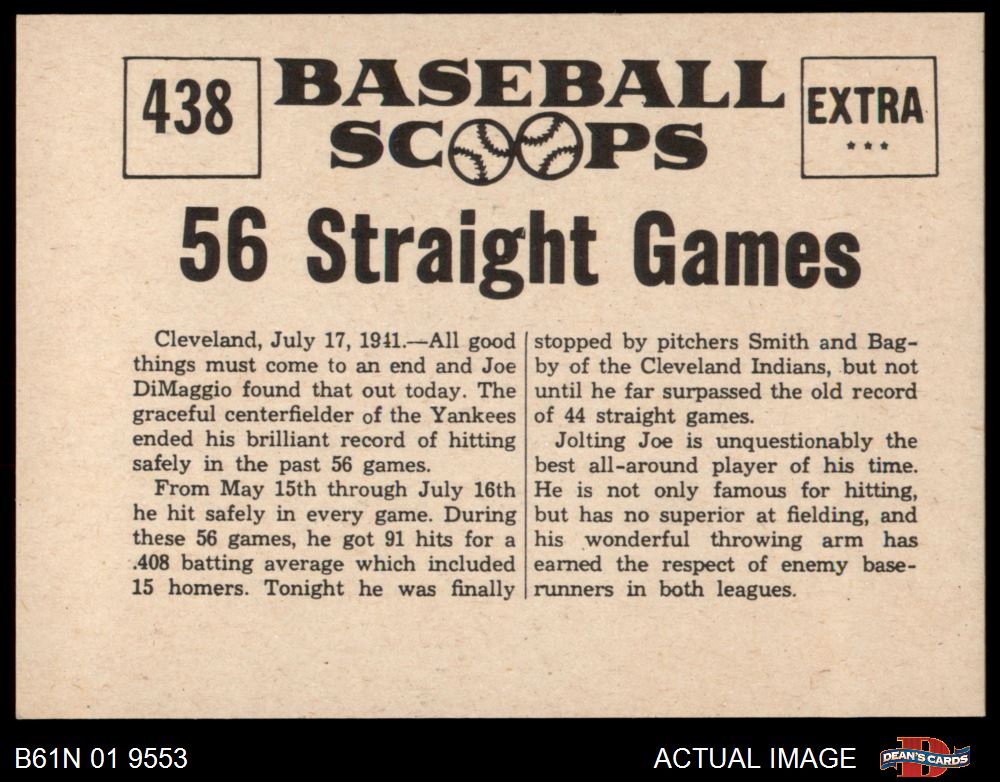 438
BASEBALL
SCOOPS
EXTRA
***
56 Straight Games
Cleveland, July 17, 1941.—All good
things must come to an end and Joe
DiMaggio found that out today. The
graceful centerfielder of the Yankees
ended his brilliant record of hitting
safely in the past 56 games.
From May 15th through July 16th
he hit safely in every game. During
these 56 games, he got 91 hits for a
.408 batting average which included
15 homers. Tonight he was finally
stopped by pitchers Smith and Bag-
by of the Cleveland Indians, but not
until he far surpassed the old record
of 44 straight games.
Jolting Joe is unquestionably the
best all-around player of his time.
He is not only famous for hitting,
but has no superior at fielding, and
his wonderful throwing arm has
earned the respect of enemy base-
runners in both leagues.
B61N 01 9553
ACTUAL IMAGE
D
DEAN'S CARDS